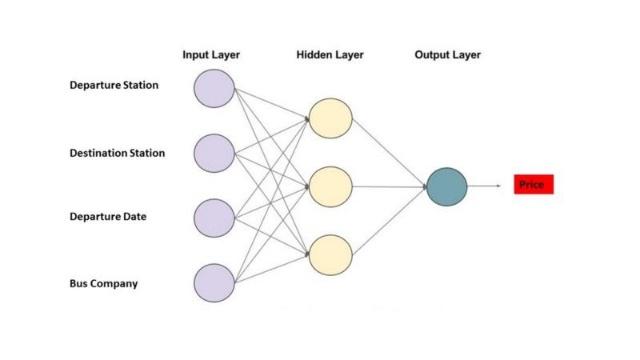 Input Layer
Hidden Layer
Output Layer
Departure Station
Destination Station
Departure Date
Bus Company
Price